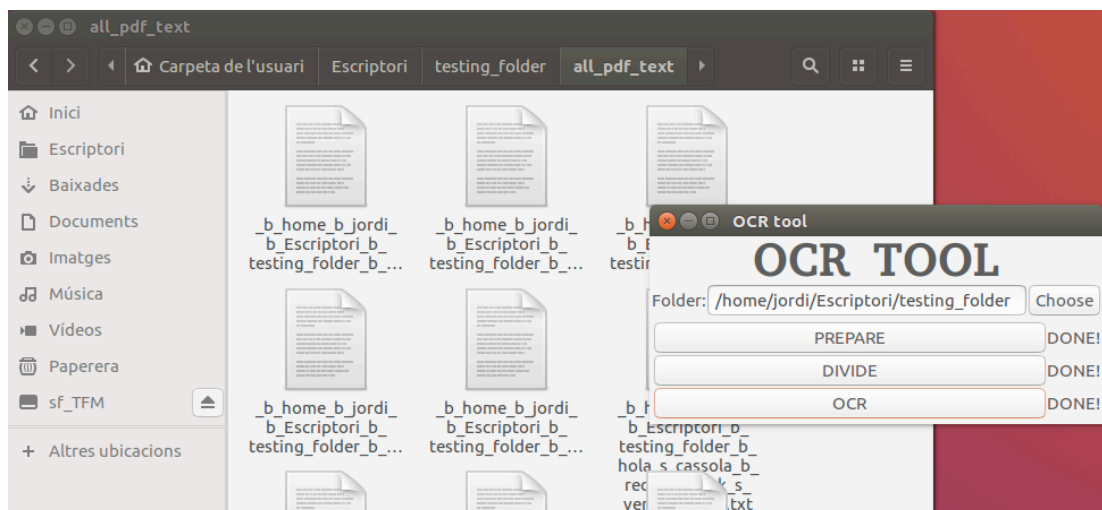 all_pdf_text
Carpeta de l'usuari Escriptori testing_folder all_pdf_text
Inici
Escriptori
Baixades
Documents
Imatges
Música
Vídeos
Paperera
sf_TFM
+ Altres ubicacions
_b_home_b_jordi_
b_Escriptori_b_
testing_folder_b_...
_b_home_b_jordi_
b_Escriptori_b_
testing_folder_b_...
_b_home_b_jordi_
b_Escriptori_b_
testing_folder_b_...
_b_home_b_jordi_
b_Escriptori_b_
testing_folder_b_...
b_Escriptori_b_
testing_folder_b_
hola_s_cassola_b_
OCR tool
OCR TOOL
Folder: /home/jordi/Escriptori/testing_folder Choose
PREPARE DONE!
DIVIDE DONE!
OCR DONE!